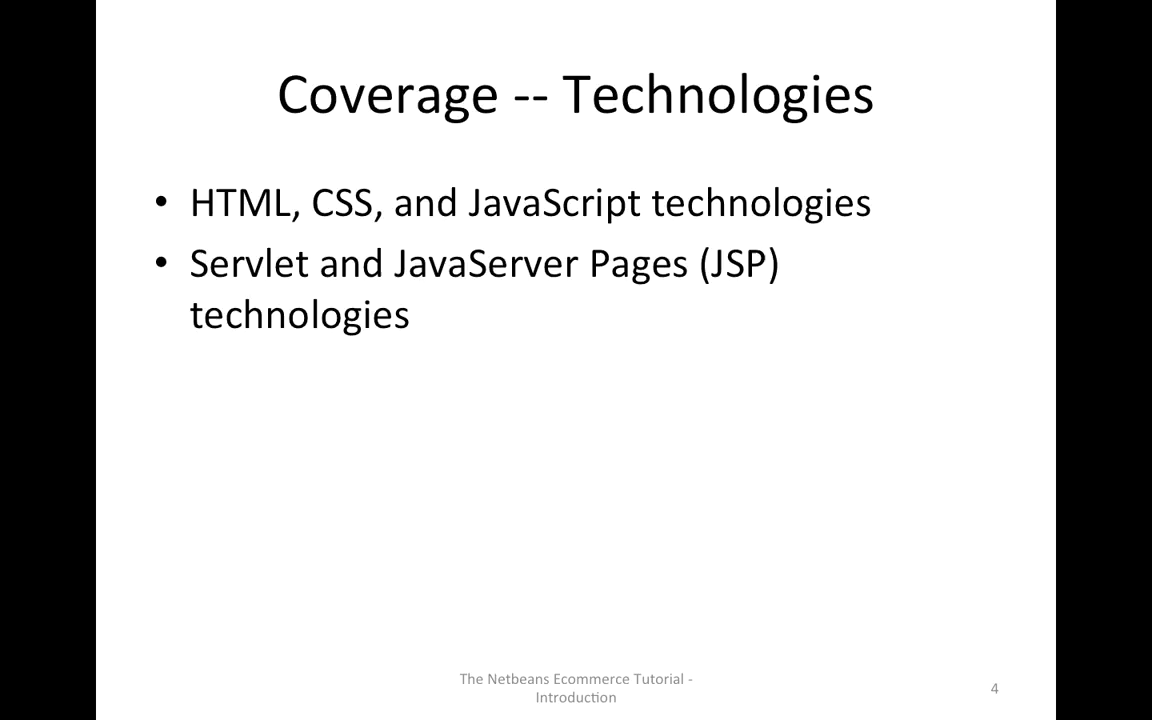 Coverage -- Technologies
• HTML, CSS, and JavaScript technologies
• Servlet and JavaServer Pages (JSP)
technologies
The Netbeans Ecommerce Tutorial -
Introduction
4